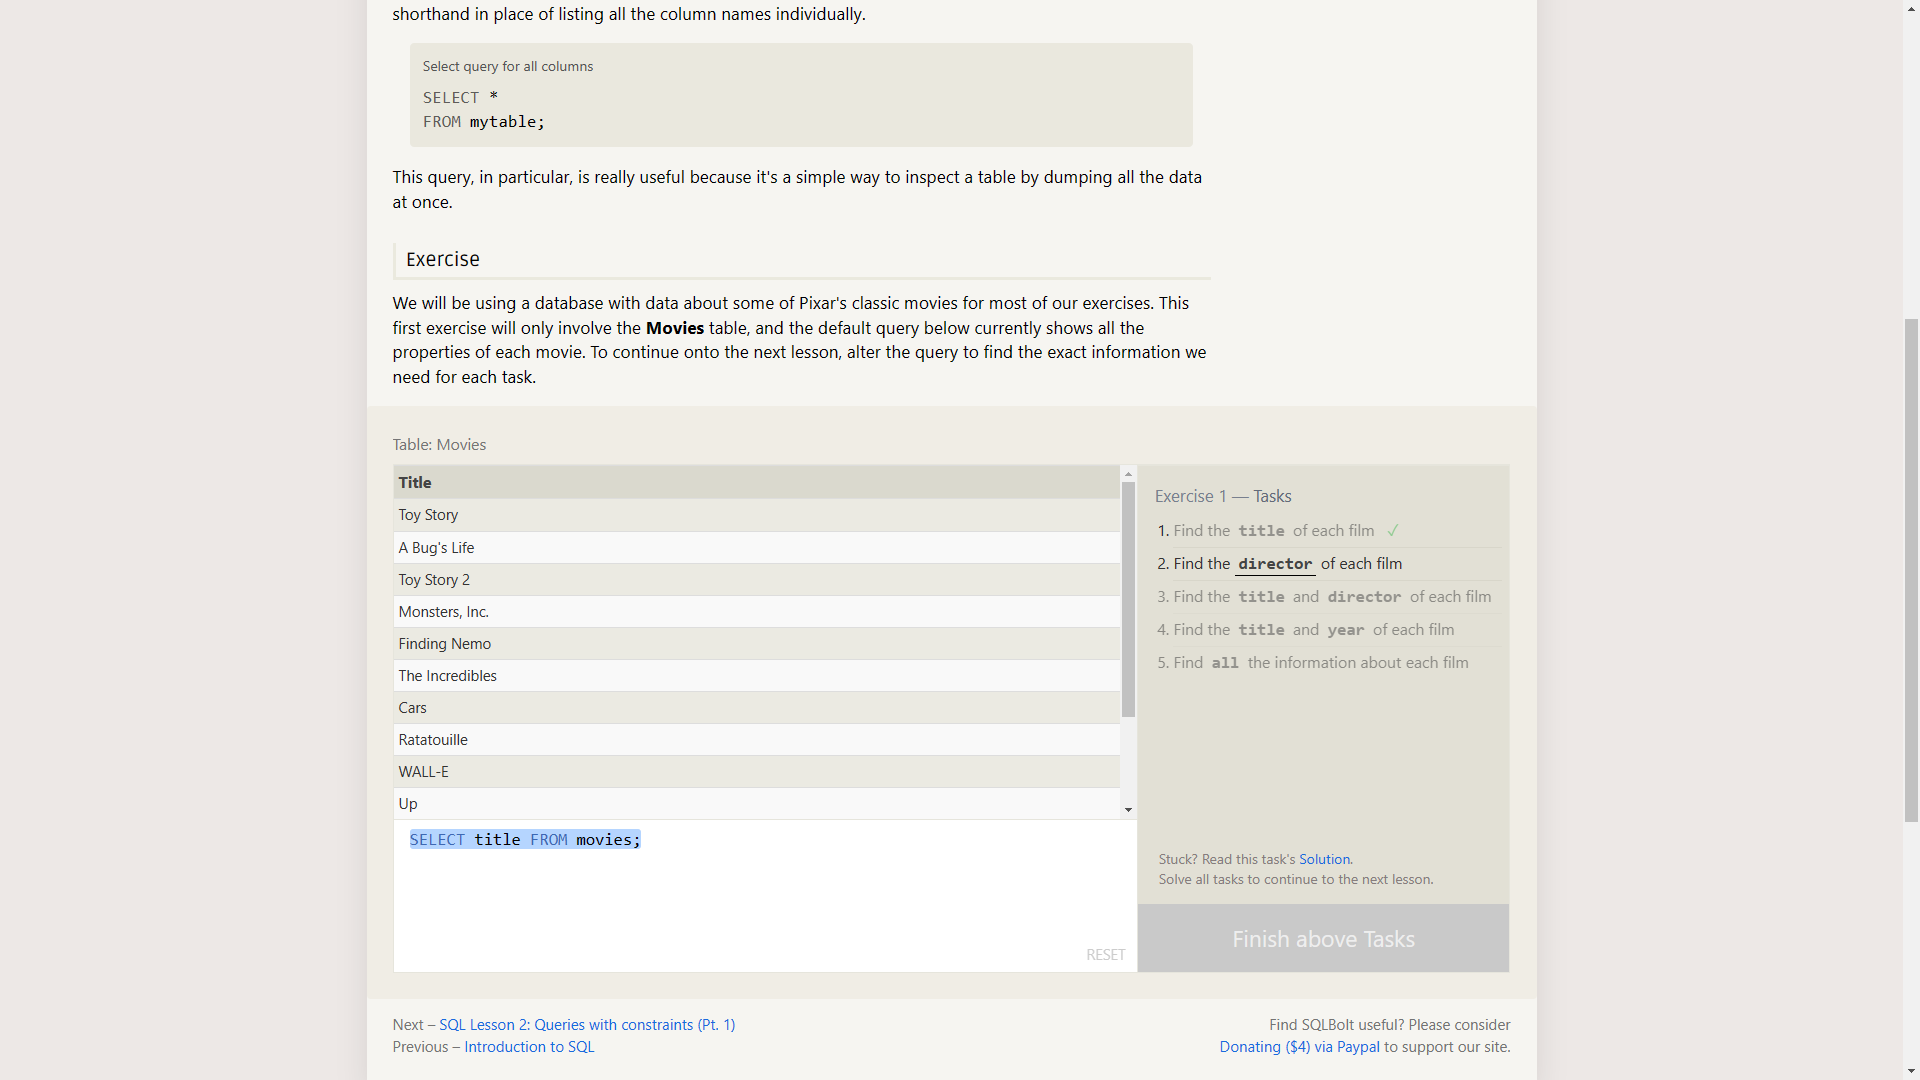 shorthand in place of listing all the column names individually.
Select query for all columns
SELECT *
FROM mytable;
This query, in particular, is really useful because it's a simple way to inspect a table by dumping all the data
at once.
Exercise
We will be using a database with data about some of Pixar's classic movies for most of our exercises. This
first exercise will only involve the Movies table, and the default query below currently shows all the
properties of each movie. To continue onto the next lesson, alter the query to find the exact information we
need for each task.
Table: Movies
Title
Toy Story
A Bug's Life
Toy Story 2
Monsters, Inc.
Finding Nemo
The Incredibles
Cars
Ratatouille
WALL-E
Up
SELECT title FROM movies;
RESET
Exercise 1 — Tasks
1. Find the title of each film ✓
2. Find the director of each film
3. Find the title and director of each film
4. Find the title and year of each film
5. Find all the information about each film
Stuck? Read this task's Solution.
Solve all tasks to continue to the next lesson.
Finish above Tasks
Next – SQL Lesson 2: Queries with constraints (Pt. 1)
Previous – Introduction to SQL
Find SQLBolt useful? Please consider
Donating ($4) via Paypal to support our site.